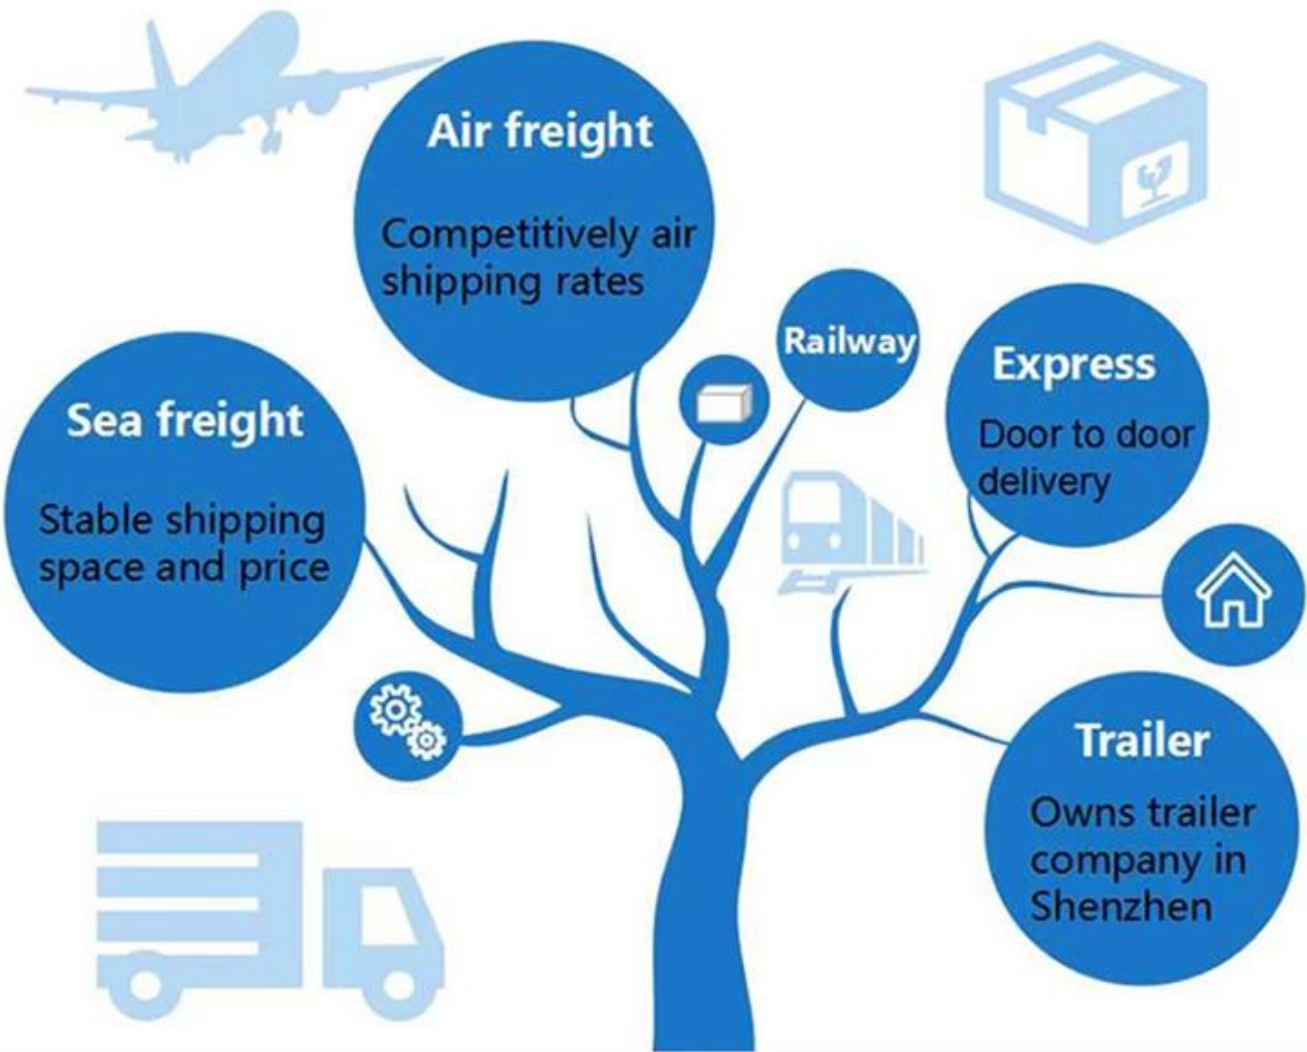 Air freight
Competitively air
shipping rates
Railway
Express
Door to door
delivery
Sea freight
Stable shipping
space and price
Trailer
Owns trailer
company in
Shenzhen